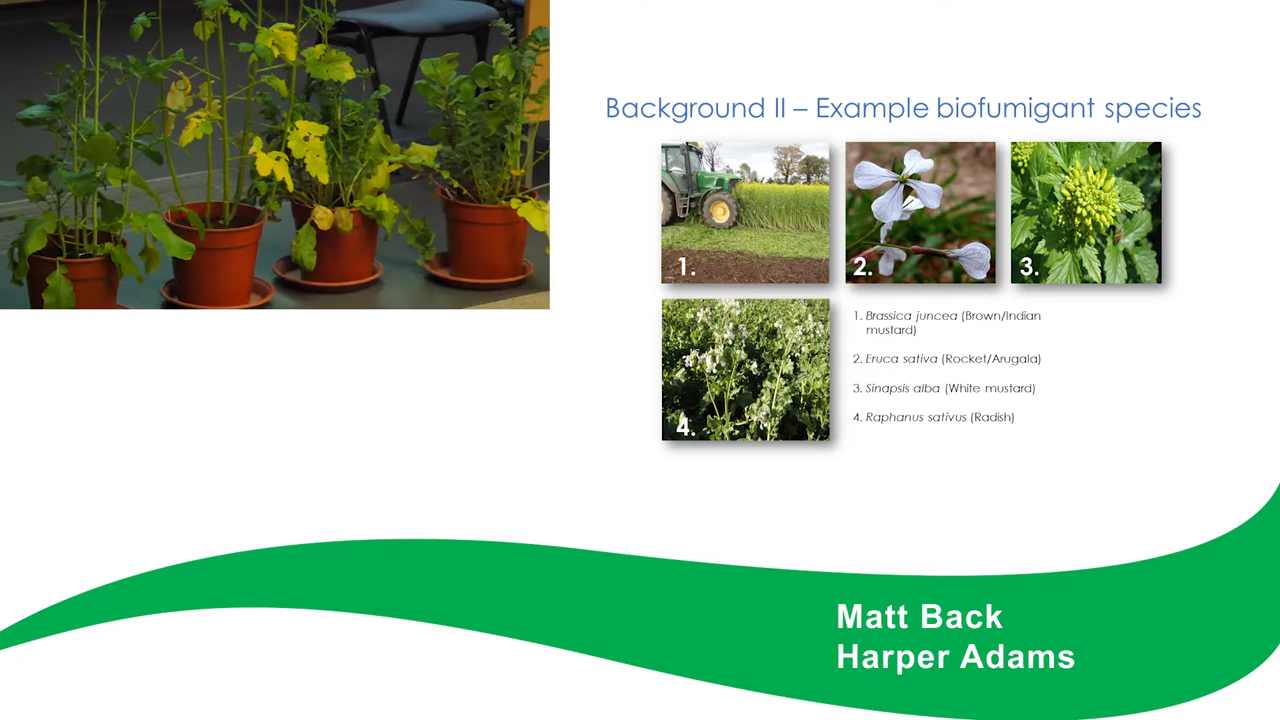 Background II – Example biofumigant species
1.
2.
3.
4.
1. Brassica juncea (Brown/Indian
mustard)
2. Eruca sativa (Rocket/Arugala)
3. Sinapsis alba (White mustard)
4. Raphanus sativus (Radish)
Matt Back
Harper Adams